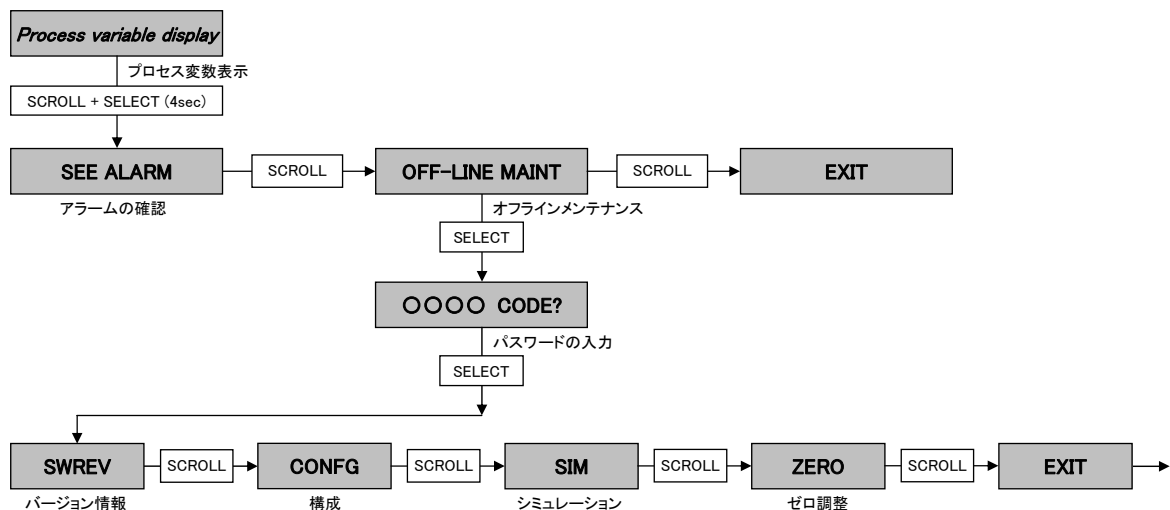 Process variable display
プロセス変数表示
SCROLL + SELECT (4sec)
SEE ALARM
SCROLL
OFF-LINE MAINT
SCROLL
EXIT
アラームの確認
オフラインメンテナンス
SELECT
○○○○ CODE?
パスワードの入力
SELECT
SWREV
SCROLL
CONFG
SCROLL
SIM
SCROLL
ZERO
SCROLL
EXIT
バージョン情報
構成
シミュレーション
ゼロ調整